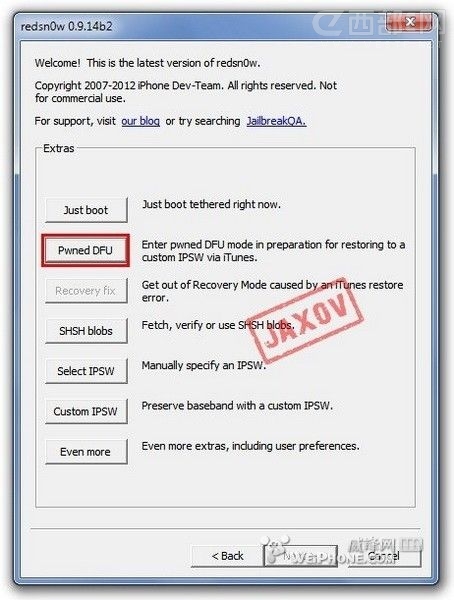 redsn0w 0.9.14b2
Welcome! This is the latest version of redsn0w.
Copyright 2007-2012 iPhone Dev-Team. All rights reserved. Not
for commercial use.
For support, visit our blog or try searching JailbreakQA.
Extras
Just boot
Just boot tethered right now.
Pwned DFU
Enter pwned DFU mode in preparation for restoring to a
custom IPSW via iTunes.
Recovery fix
Get out of Recovery Mode caused by an iTunes restore
error.
SHSH blobs
Fetch, verify or use SHSH blobs.
JAXOV
Select IPSW
Manually specify an IPSW.
Custom IPSW
Preserve baseband with a custom IPSW.
Even more
Even more extras, including user preferences.
< Back
Cancel
威锋网
WEIPHONE.COM